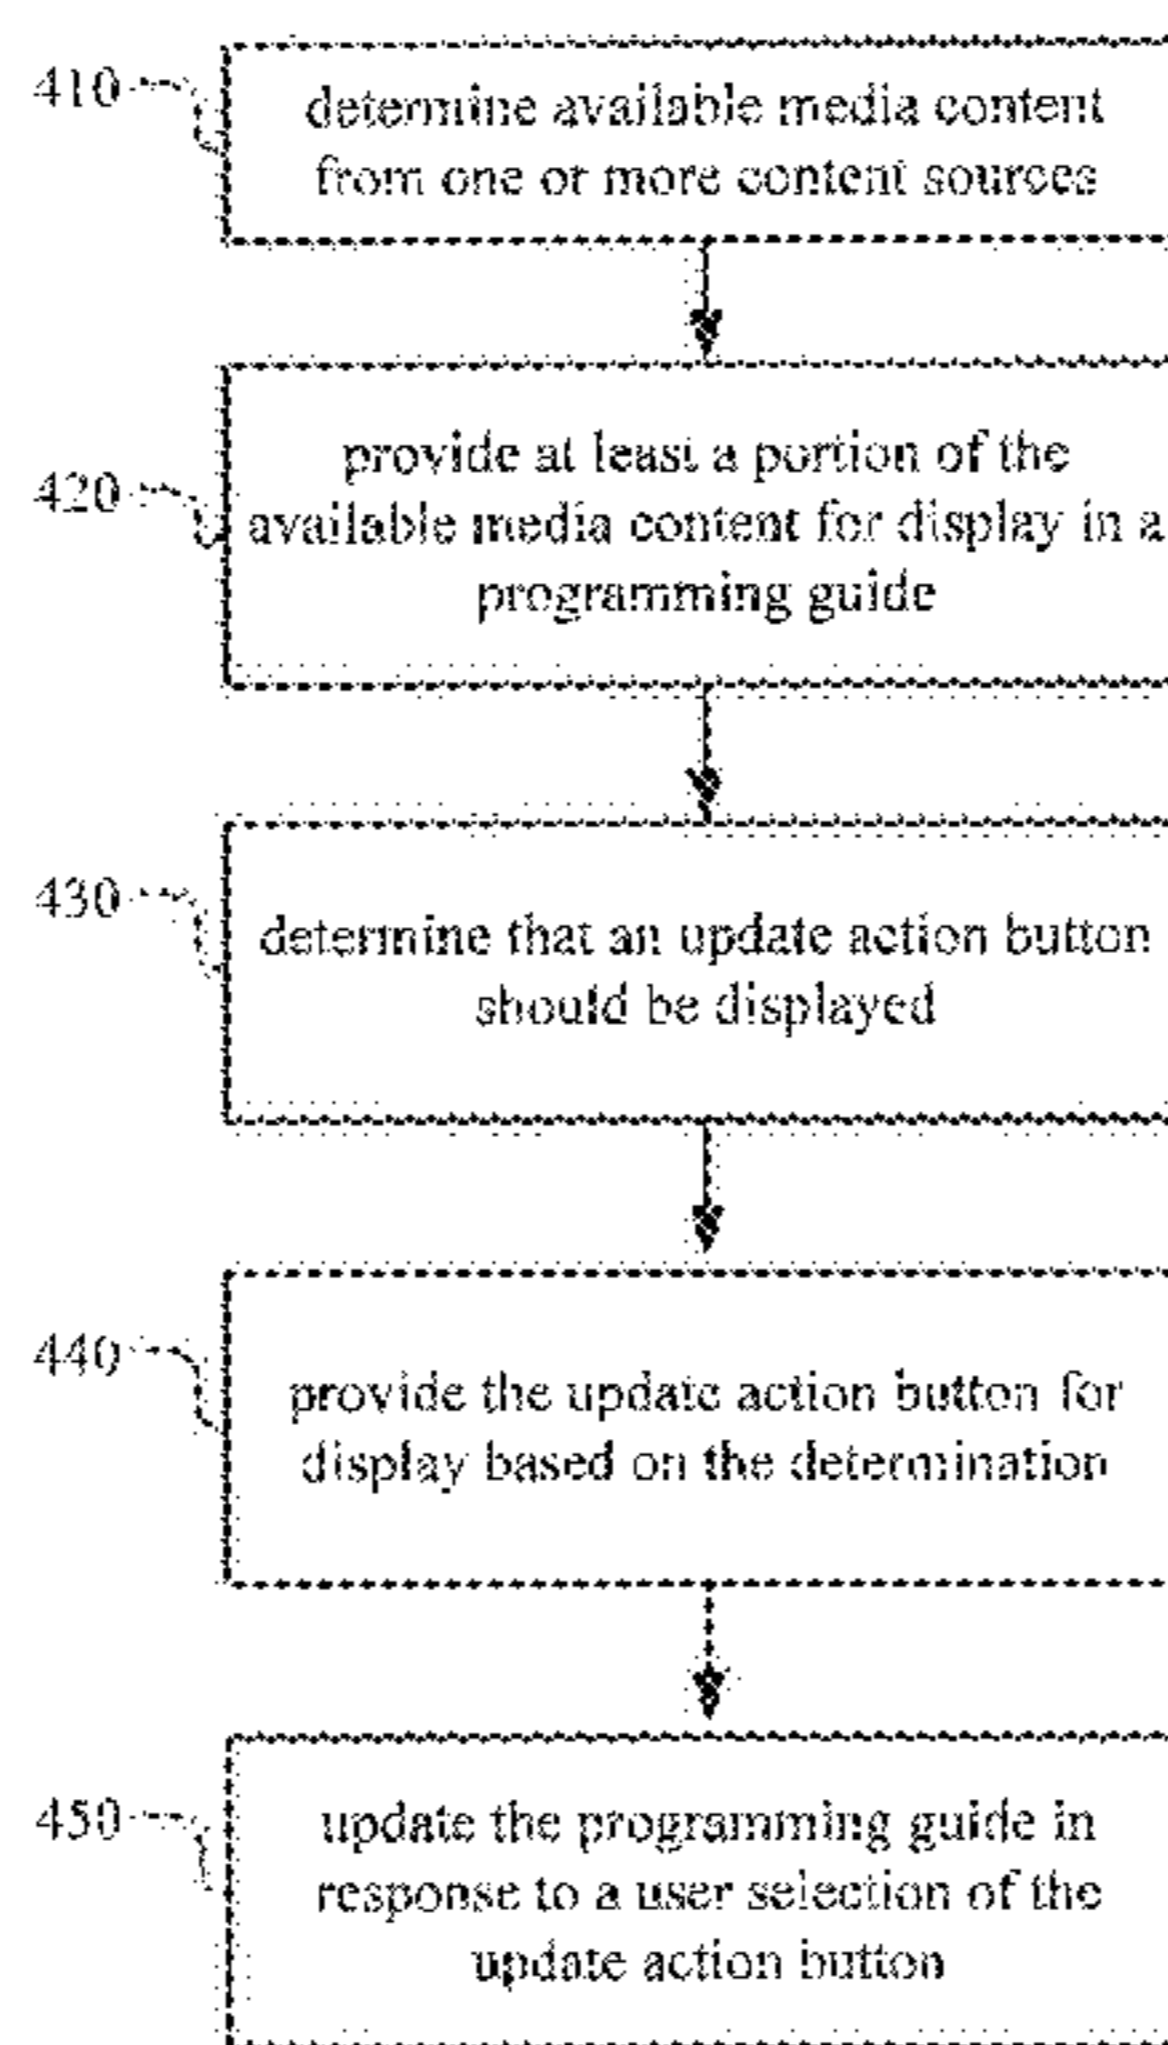 410
determine available media content
from one or more content sources
420
provide at least a portion of the
available media content for display in a
programming guide
430
determine that an update action button
should be displayed
440
provide the update action button for
display based on the determination
450
update the programming guide in
response to a user selection of the
update action button